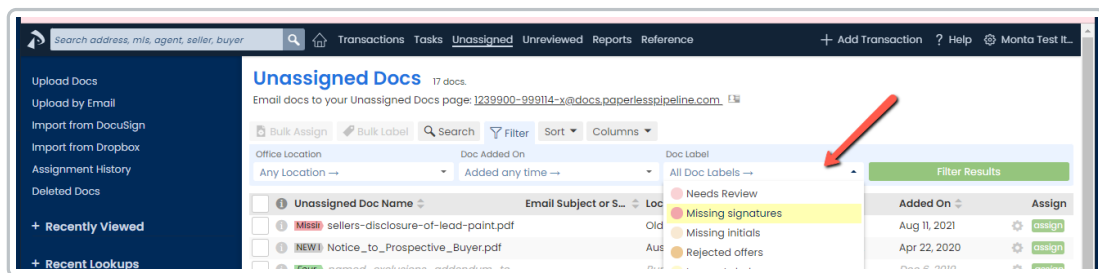 Search address, mls, agent, seller, buyer Transactions Tasks Unassigned Unreviewed Reports Reference + Add Transaction ? Help Monta Test It...
Upload Docs
Upload by Email
Import from DocuSign
Import from Dropbox
Assignment History
Deleted Docs
+ Recently Viewed
+ Recent Lookups
Unassigned Docs 17 docs.
Email docs to your Unassigned Docs page: 1239900-999114-x@docs.paperlesspipeline.com
Bulk Assign Bulk Label Search Filter Sort Columns
Office Location Doc Added On Doc Label
Any Location → Added any time → All Doc Labels → Filter Results
Needs Review
Missing signatures
Missing initials
Rejected offers
Unassigned Doc Name Email Subject or S... Loc Added On Assign
Missin sellers-disclosure-of-lead-paint.pdf Old Aug 11, 2021 assign
NEW I Notice_to_Prospective_Buyer.pdf Aus Apr 22, 2020 assign